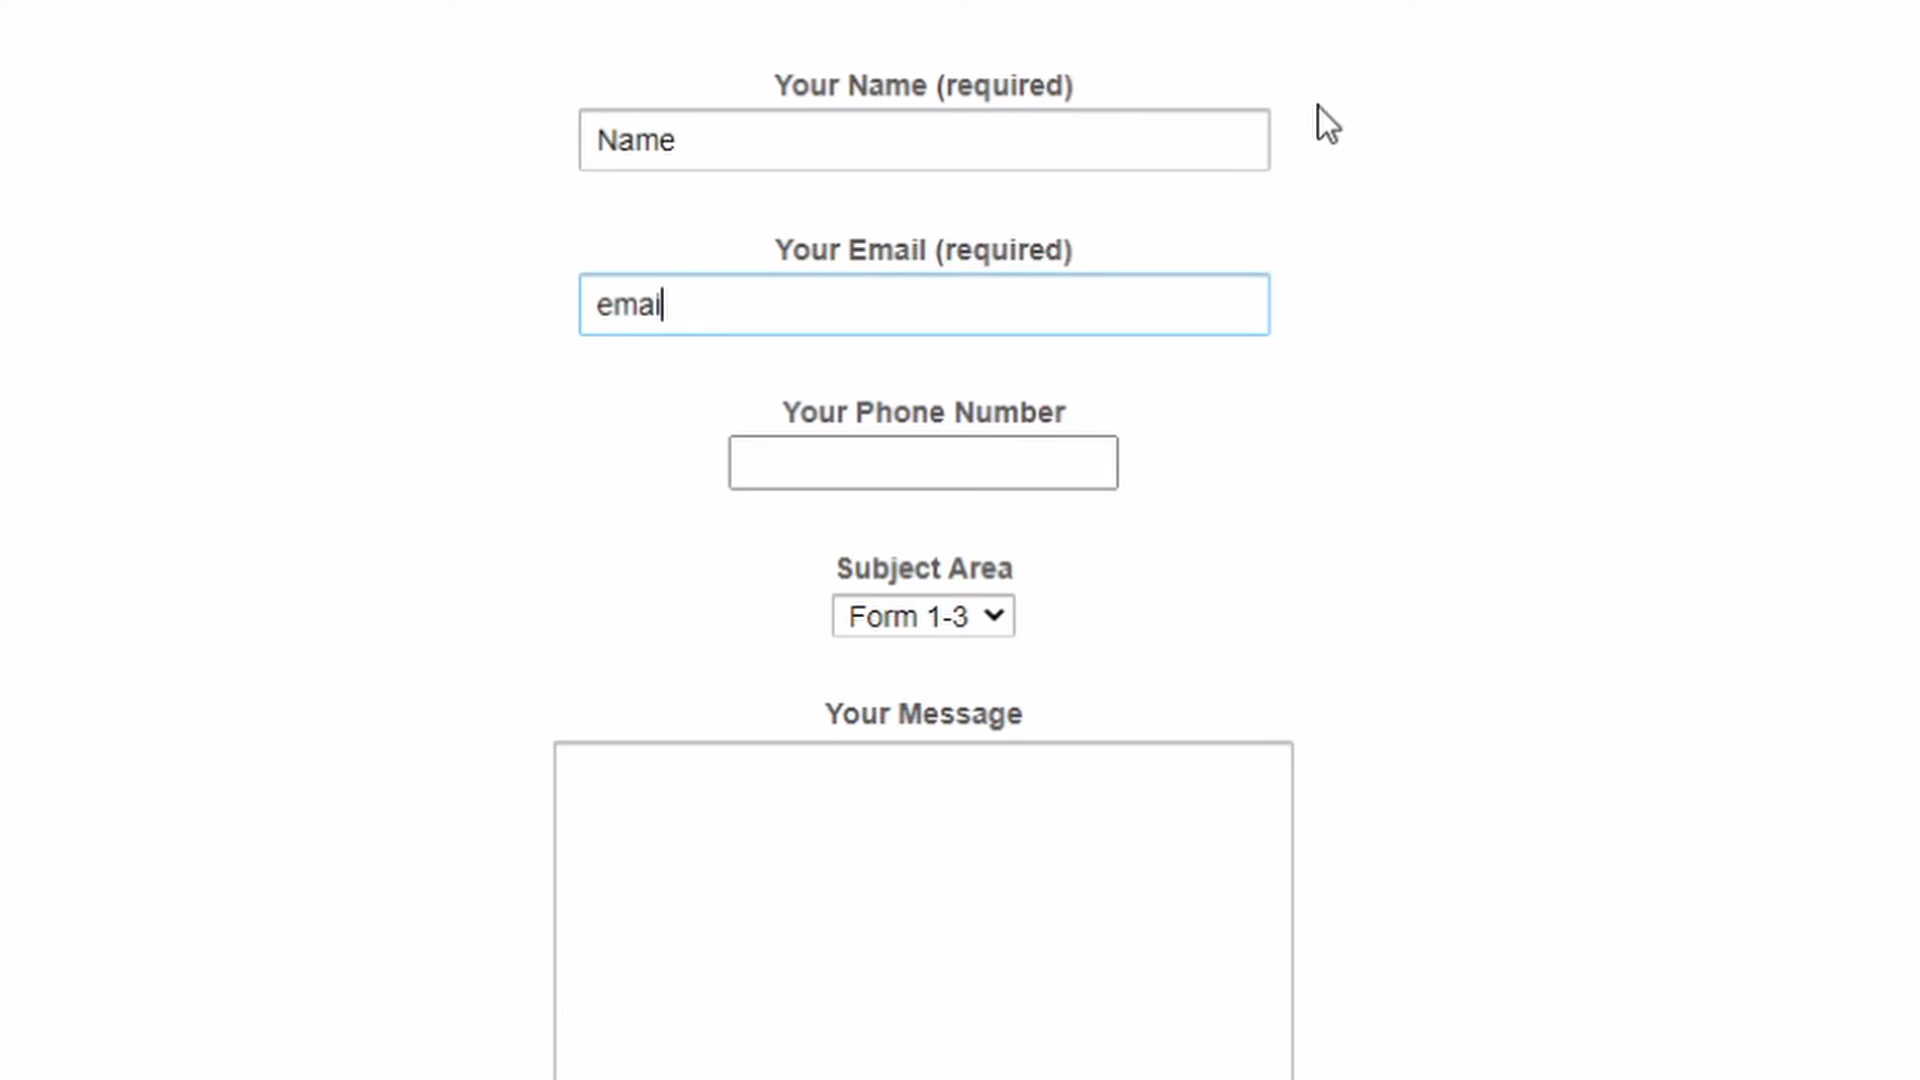 Your Name (required)
Name
Your Email (required)
emai
Your Phone Number
Subject Area
Form 1-3
Your Message